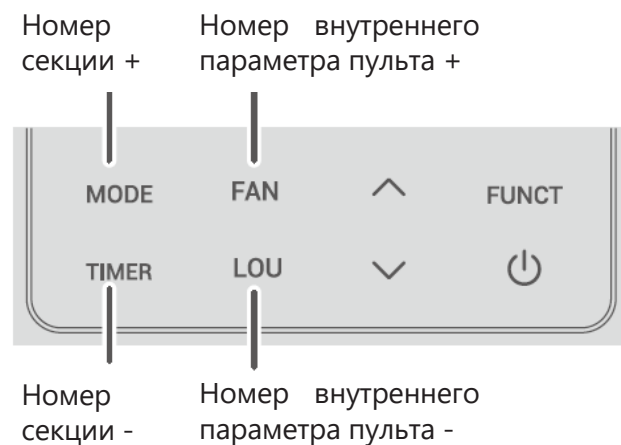 Номер
секции +
Номер внутреннего
параметра пульта +
MODE FAN FUNCT
TIMER LOU
Номер
секции -
Номер внутреннего
параметра пульта -